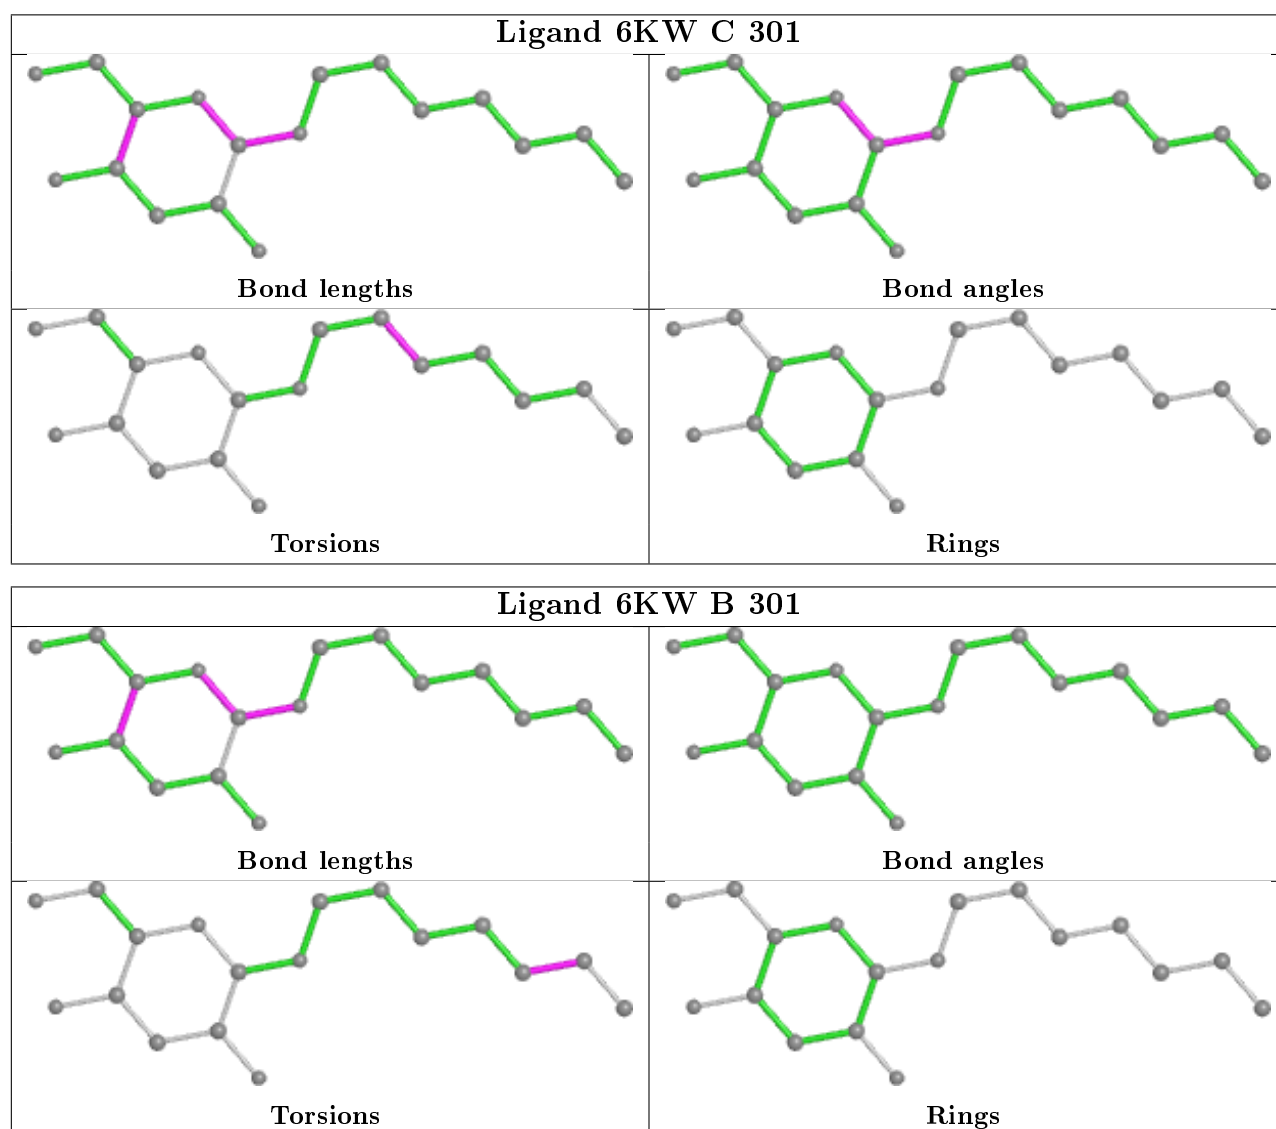 Ligand 6KW C 301
Bond lengths
Bond angles
Torsions
Rings
Ligand 6KW B 301
Bond lengths
Bond angles
Torsions
Rings